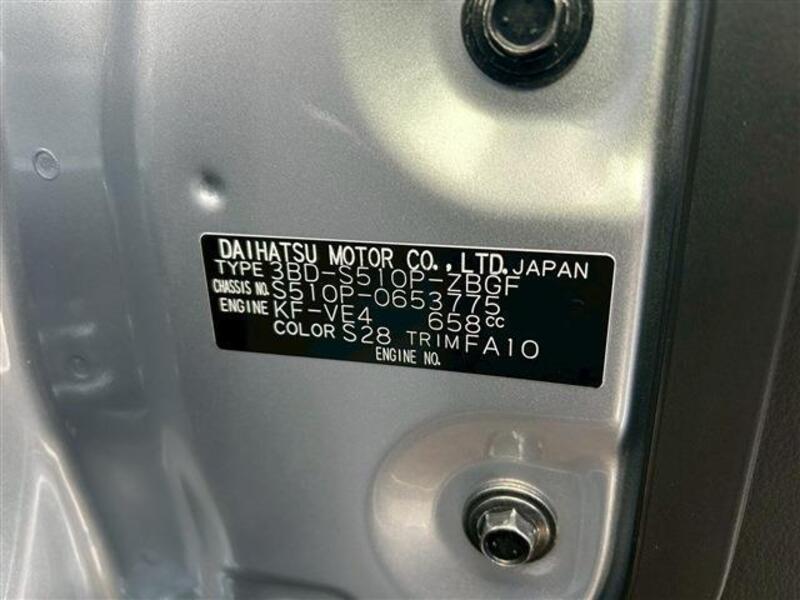 DAIHATSU MOTOR CO.,LTD. JAPAN
TYPE 3BD-S510P-ZBGF
CHASSIS NO. S510P-0653775
ENGINE KF-VE4 658cc
COLOR S28 TRIM FA10
ENGINE NO.